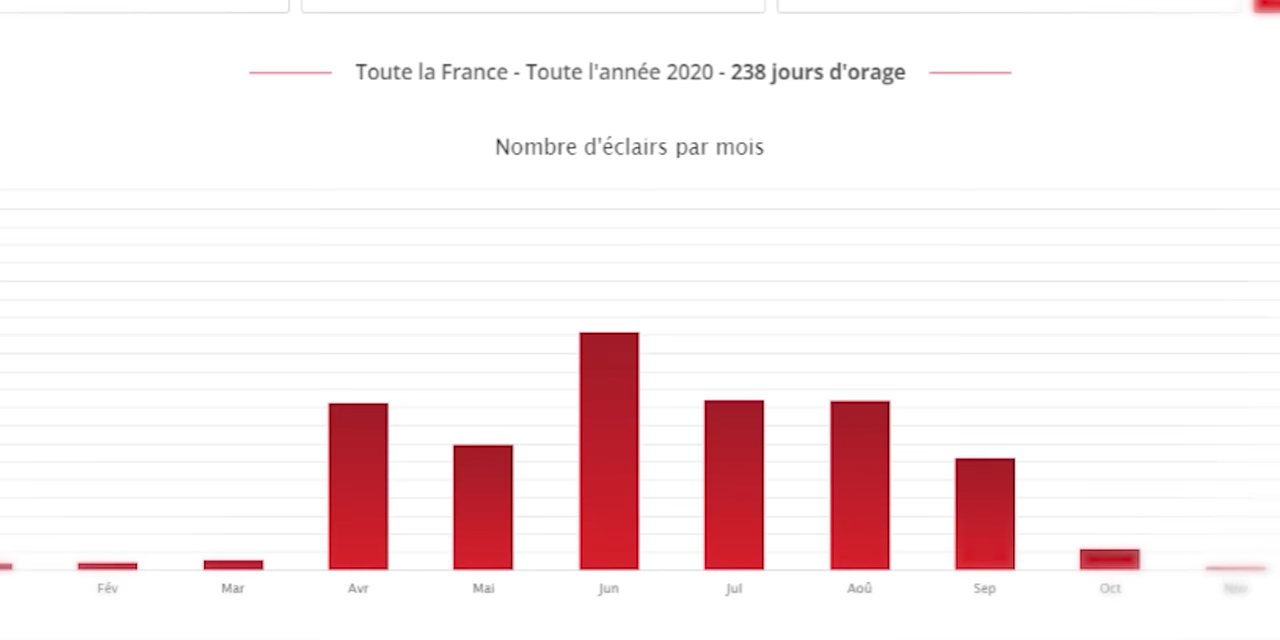 Toute la France - Toute l'année 2020 - 238 jours d'orage
Nombre d'éclairs par mois
Fév Mar Avr Mai Jun Jul Aoû Sep Oct